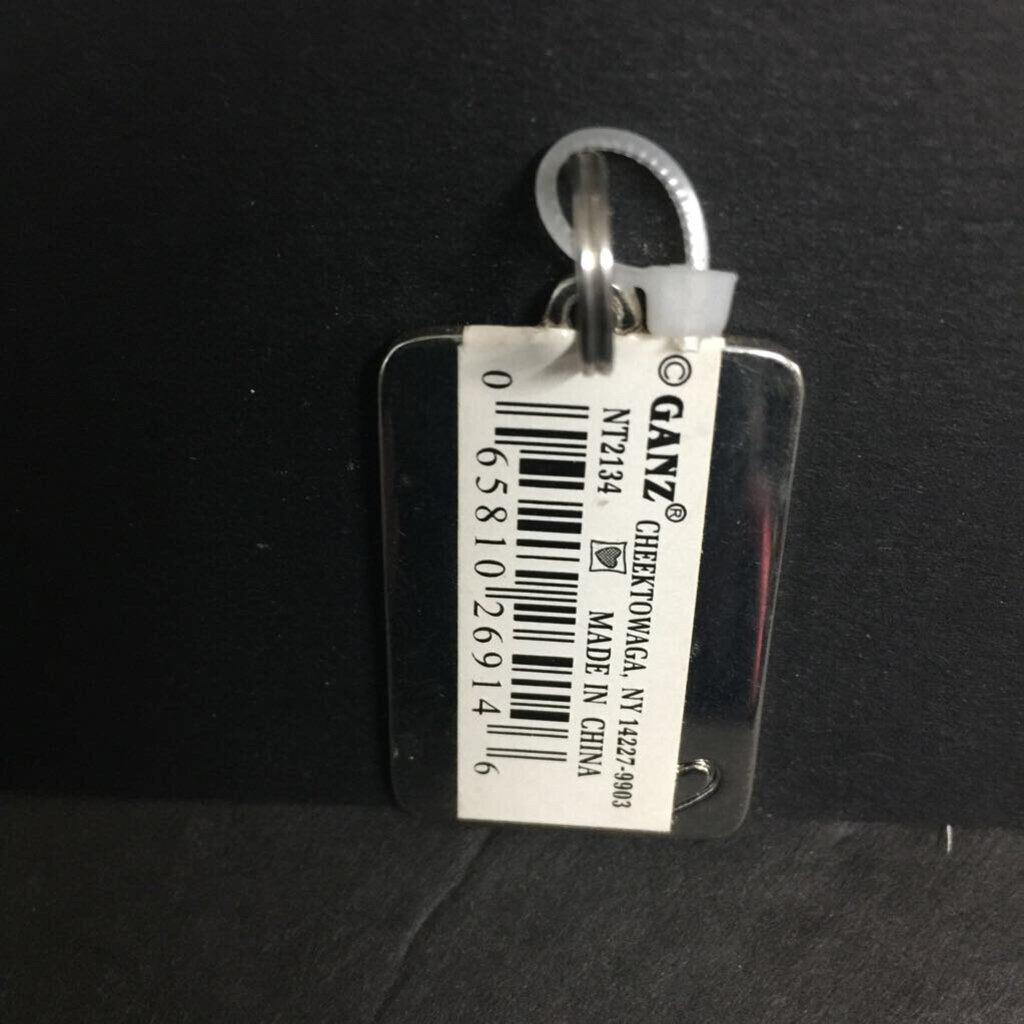 © GANZ®
CHEEKTOWAGA, NY 14227-9903
NT2134 MADE IN CHINA
0 65810 26914 6